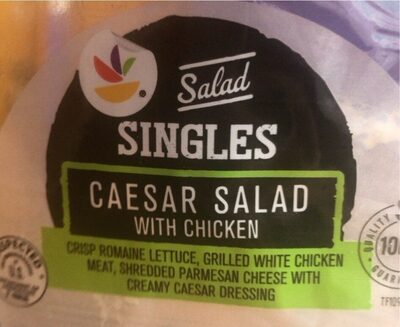 Salad
SINGLES
CAESAR SALAD
WITH CHICKEN
CRISP ROMAINE LETTUCE, GRILLED WHITE CHICKEN
MEAT, SHREDDED PARMESAN CHEESE WITH
CREAMY CAESAR DRESSING
QUALITY